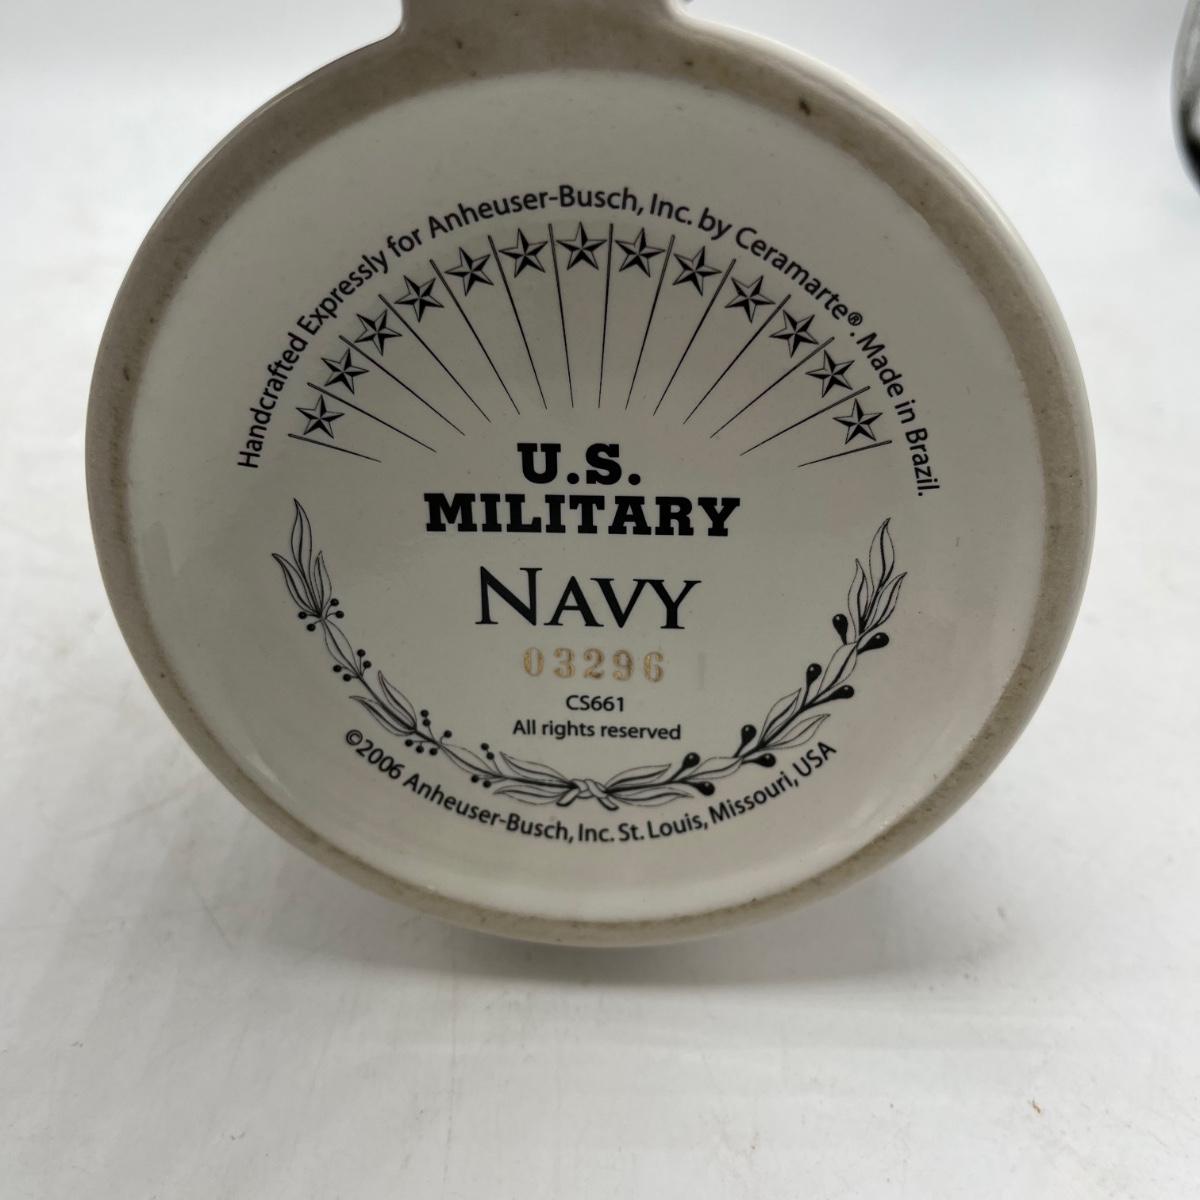 Handcrafted Expressly for Anheuser-Busch, Inc. by Ceramarte®. Made in Brazil.
U.S.
MILITARY
NAVY
03296
CS661
All rights reserved
©2006 Anheuser-Busch, Inc. St. Louis, Missouri, USA